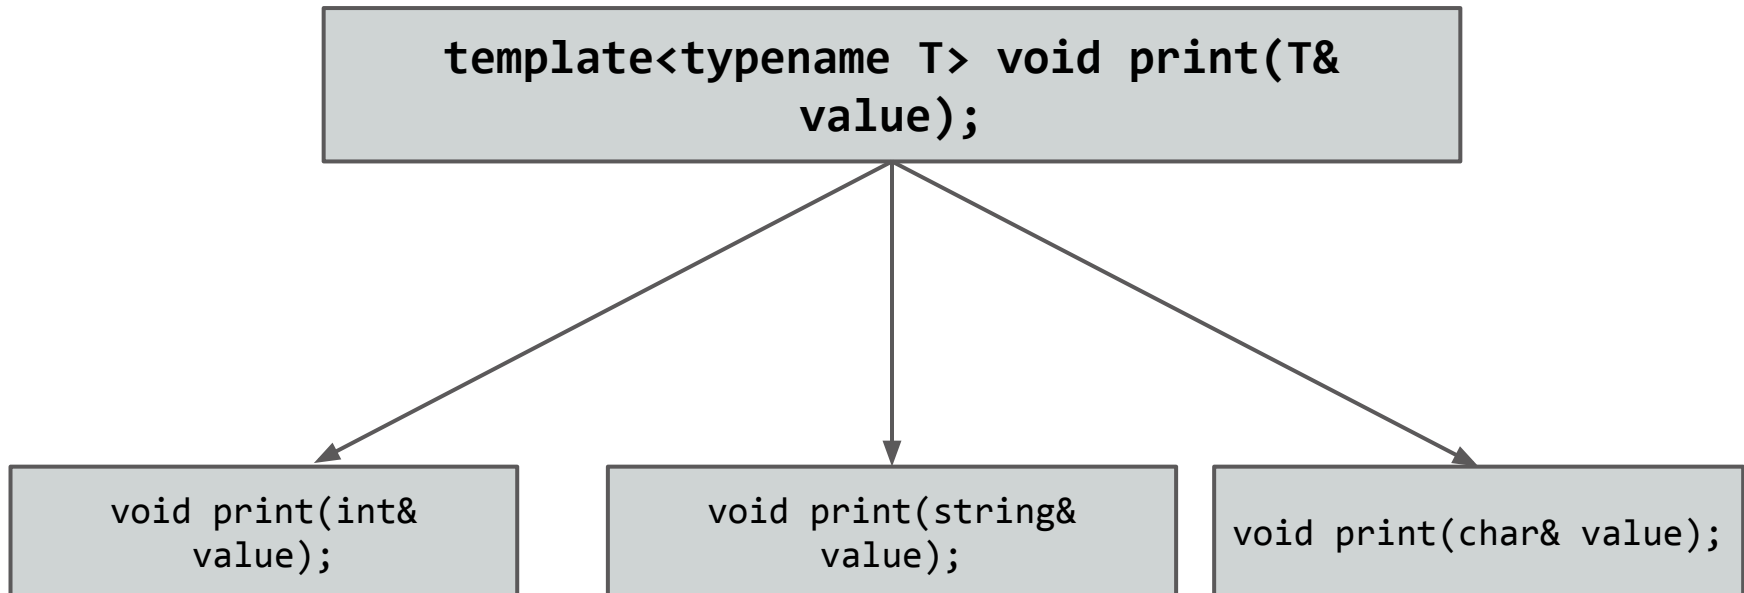 template<typename T> void print(T&
value);
void print(int&
value);
void print(string&
value);
void print(char& value);